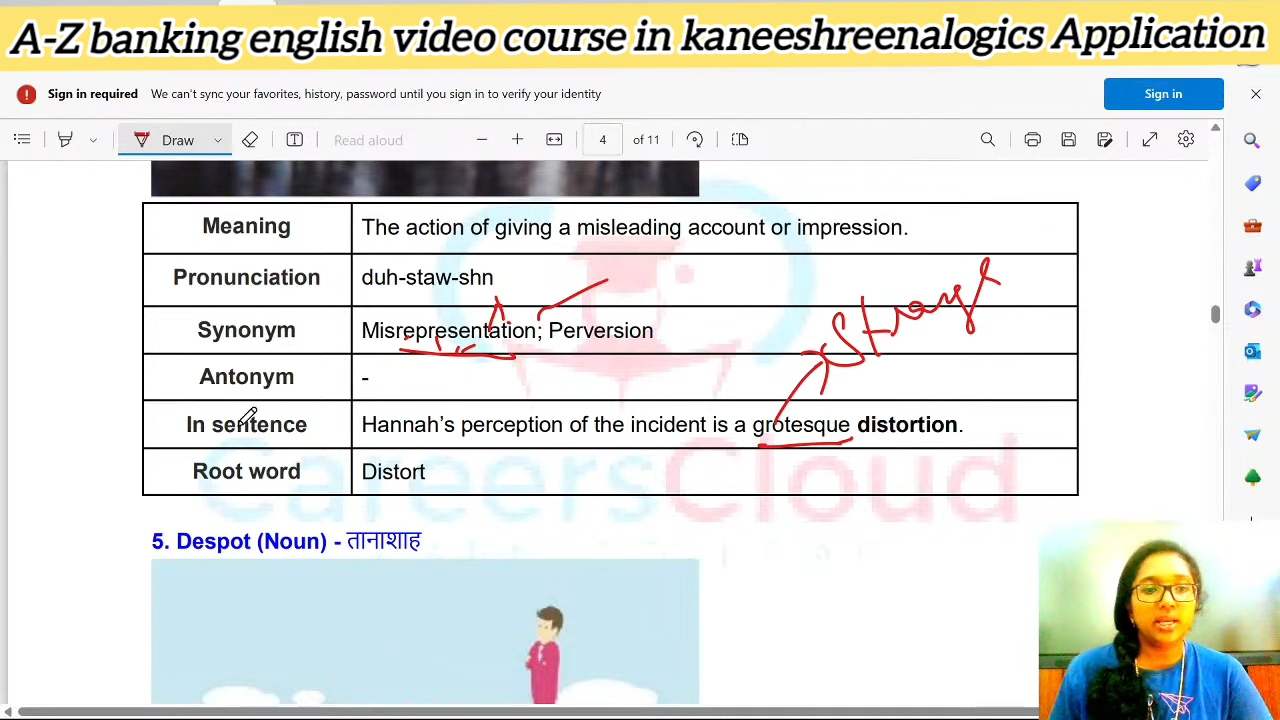 A-Z banking english video course in kaneeshreenalogics Application
Sign in required We can't sync your favorites, history, password until you sign in to verify your identity
Sign in
Draw
Read aloud
4 of 11
Meaning The action of giving a misleading account or impression.
Pronunciation duh-staw-shn
Synonym Misrepresentation; Perversion
Antonym -
In sentence Hannah's perception of the incident is a grotesque distortion.
Root word Distort
CareersCloud
5. Despot (Noun) - तानाशाह